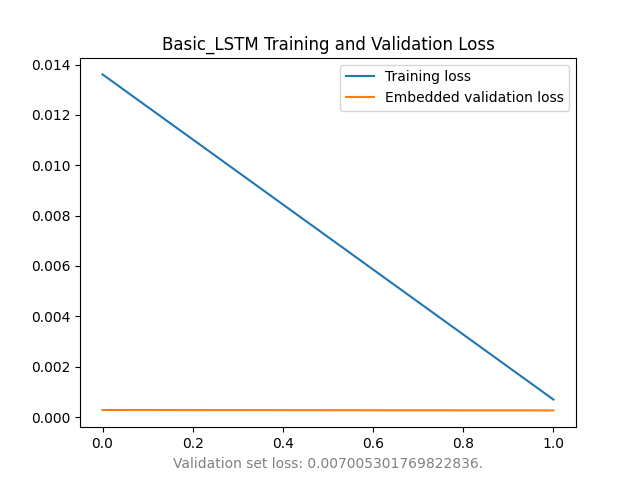 Basic_LSTM Training and Validation Loss
Training loss
Embedded validation loss
0.014
0.012
0.010
0.008
0.006
0.004
0.002
0.000
0.0 0.2 0.4 0.6 0.8 1.0
Validation set loss: 0.007005301769822836.